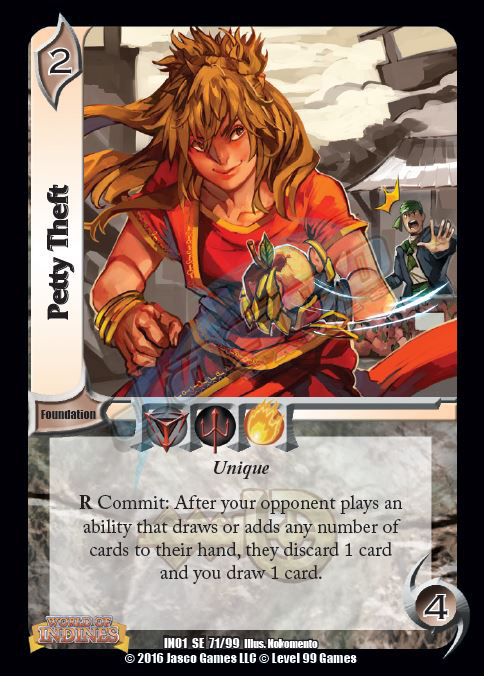 2
Petty Theft
Foundation
Unique
R Commit: After your opponent plays an
ability that draws or adds any number of
cards to their hand, they discard 1 card
and you draw 1 card.
4
WORLD OF
INDINES
IN01 SE 71/99 Illus. Nokomento
© 2016 Jasco Games LLC © Level 99 Games